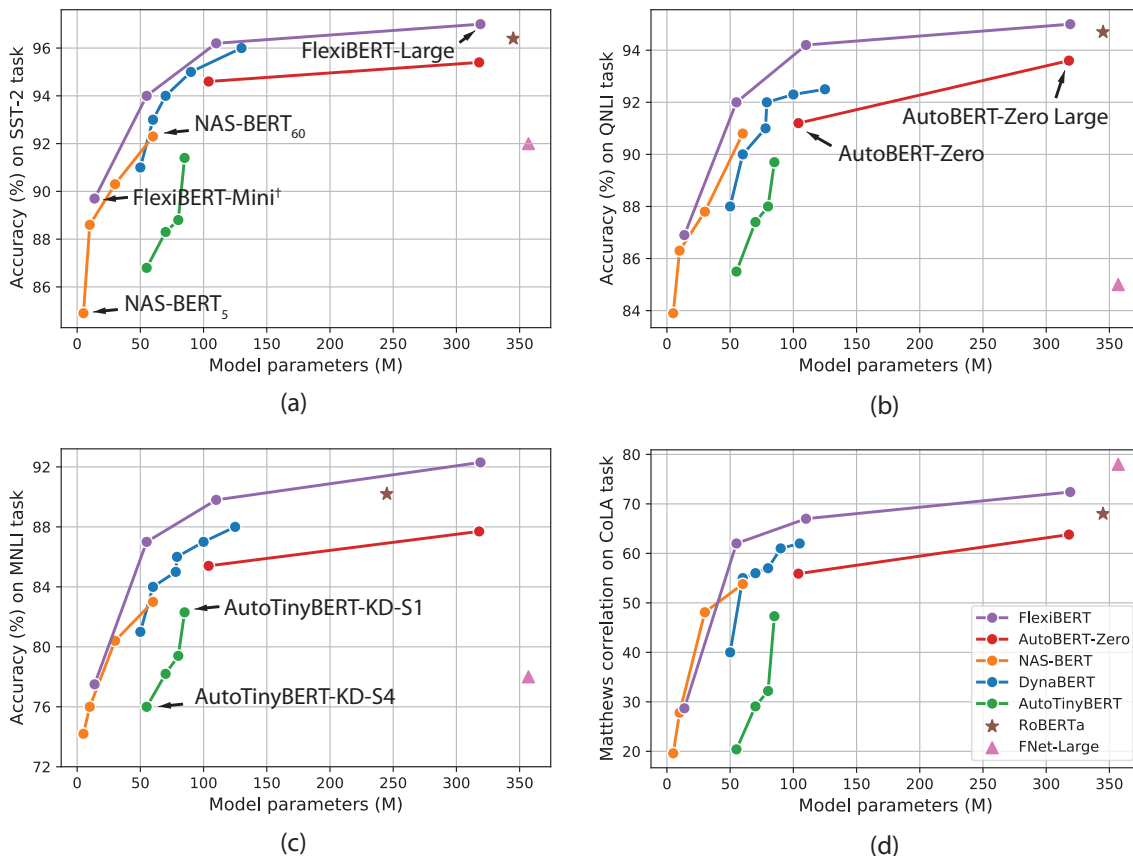 Accuracy (%) on SST-2 task
96
94
92
90
88
86
FlexiBERT-Large
NAS-BERT60
FlexiBERT-Mini†
NAS-BERT5
0 50 100 150 200 250 300 350
Model parameters (M)
(a)
Accuracy (%) on QNLI task
94
92
90
88
86
84
AutoBERT-Zero Large
AutoBERT-Zero
0 50 100 150 200 250 300 350
Model parameters (M)
(b)
Accuracy (%) on MNLI task
92
88
84
80
76
72
AutoTinyBERT-KD-S1
AutoTinyBERT-KD-S4
0 50 100 150 200 250 300 350
Model parameters (M)
(c)
Matthews correlation on CoLA task
80
70
60
50
40
30
20
FlexiBERT
AutoBERT-Zero
NAS-BERT
DynaBERT
AutoTinyBERT
RoBERTa
FNet-Large
0 50 100 150 200 250 300 350
Model parameters (M)
(d)